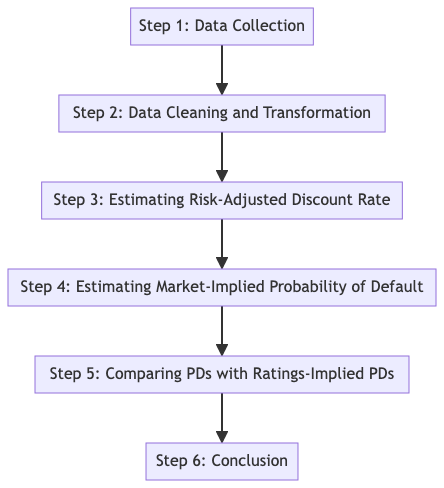 Step 1: Data Collection
Step 2: Data Cleaning and Transformation
Step 3: Estimating Risk-Adjusted Discount Rate
Step 4: Estimating Market-Implied Probability of Default
Step 5: Comparing PDs with Ratings-Implied PDs
Step 6: Conclusion